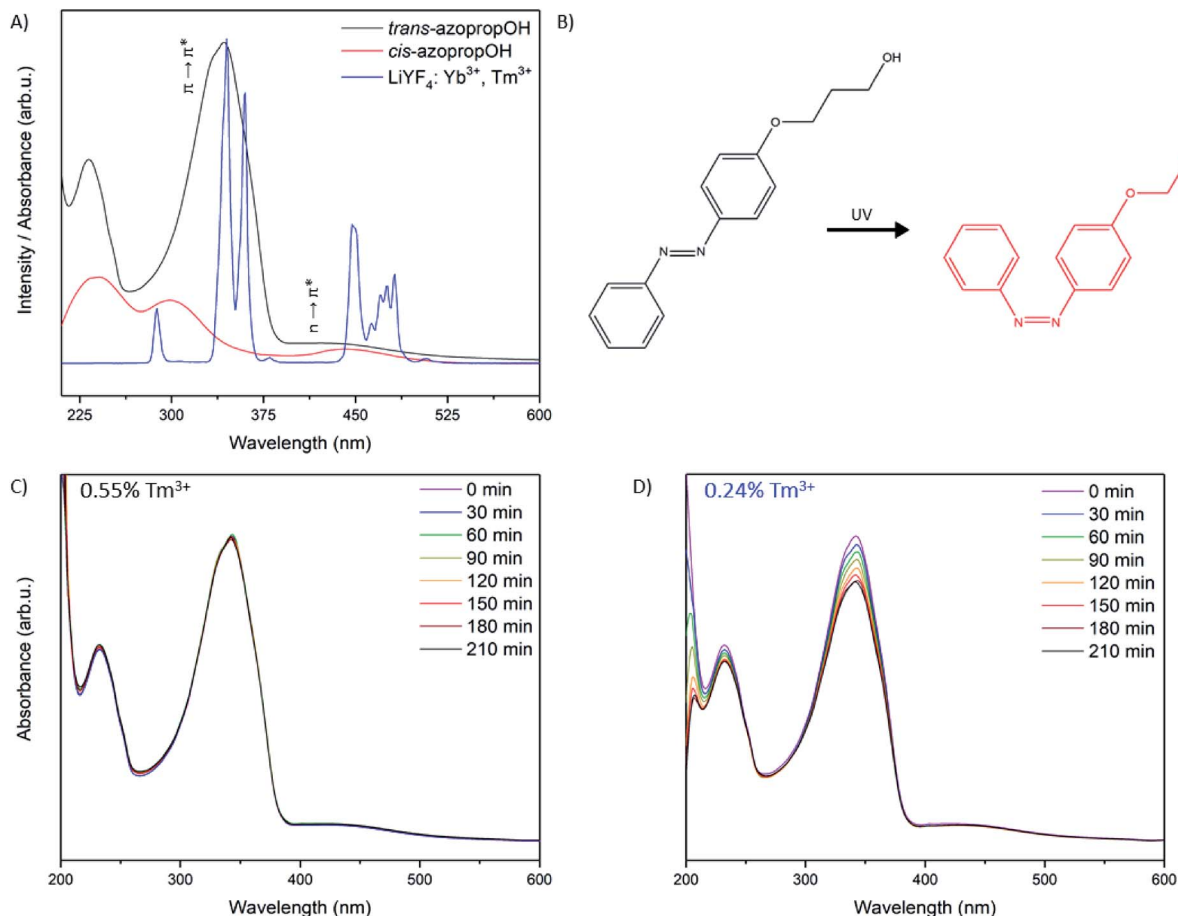 A)
trans-azopropOH
cis-azopropOH
LiYF₄: Yb³⁺, Tm³⁺
π → π*
n → π*
Intensity / Absorbance (arb.u.)
225 300 375 450 525 600
Wavelength (nm)
B)
OH
O
N N
UV
O
N N
C)
0.55% Tm³⁺
0 min
30 min
60 min
90 min
120 min
150 min
180 min
210 min
Absorbance (arb.u.)
200 300 400 500 600
Wavelength (nm)
D)
0.24% Tm³⁺
0 min
30 min
60 min
90 min
120 min
150 min
180 min
210 min
200 300 400 500 600
Wavelength (nm)